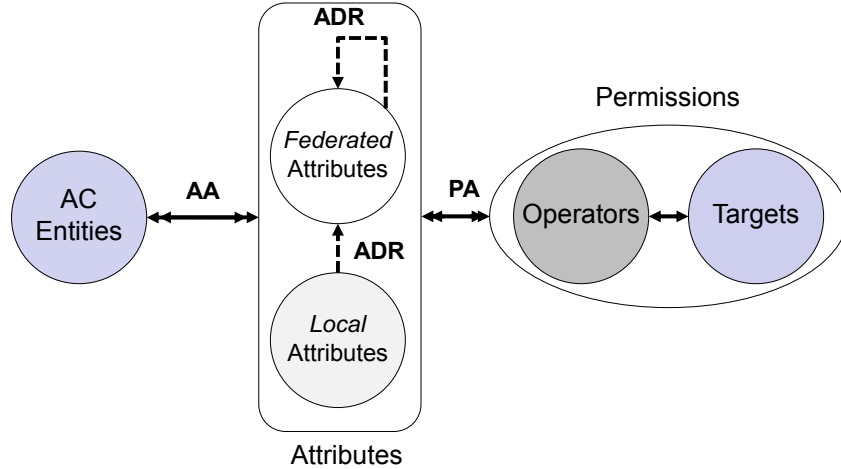 ADR
Permissions
Federated
Attributes
AC
Entities
AA
PA
Operators
Targets
ADR
Local
Attributes
Attributes